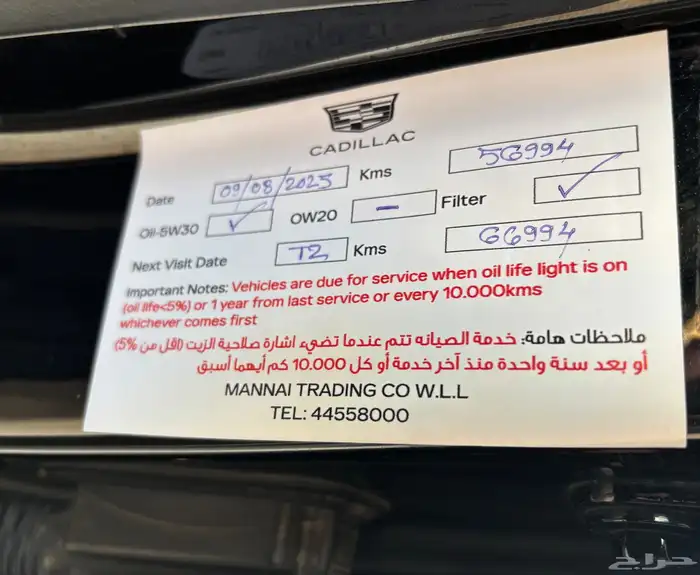 CADILLAC
Date 09/08/2025 Kms 56994
Oil-5W30 ✓ OW20 – Filter ✓
Next Visit Date T2 Kms 66994
Important Notes: Vehicles are due for service when oil life light is on
(oil life<5%) or 1 year from last service or every 10.000kms
whichever comes first
ملاحظات هامة: خدمة الصيانه تتم عندما تضيء اشارة صلاحية الزيت (اقل من 5%)
أو بعد سنة واحدة منذ آخر خدمة أو كل 10.000 كم أيهما أسبق
MANNAI TRADING CO W.L.L
TEL: 44558000
حراج